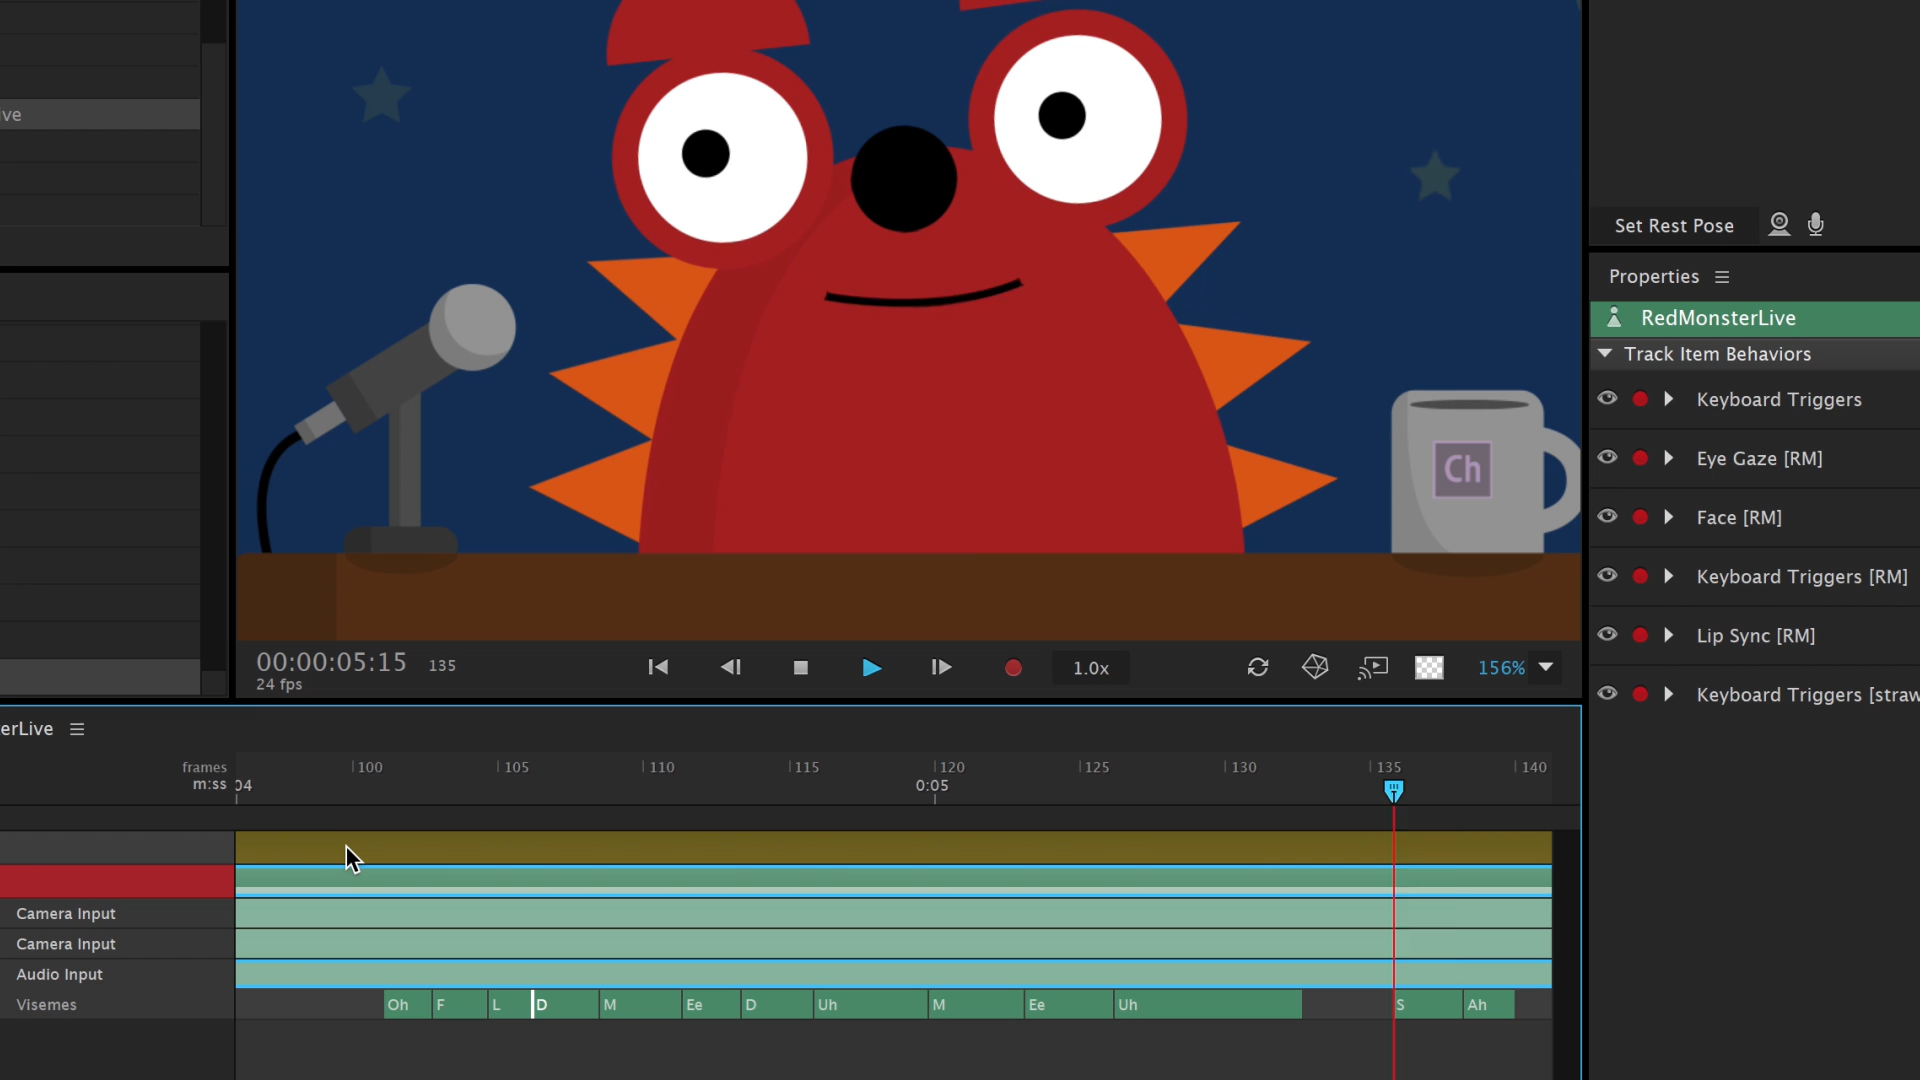 ive
Ch
Set Rest Pose
Properties
RedMonsterLive
Track Item Behaviors
Keyboard Triggers
Eye Gaze [RM]
Face [RM]
Keyboard Triggers [RM]
Lip Sync [RM]
Keyboard Triggers [straw
00:00:05:15 135
24 fps
1.0x
156%
erLive
frames 100 105 110 115 120 125 130 135 140
m:ss 04 0:05
Camera Input
Camera Input
Audio Input
Visemes Oh F L D M Ee D Uh M Ee Uh S Ah